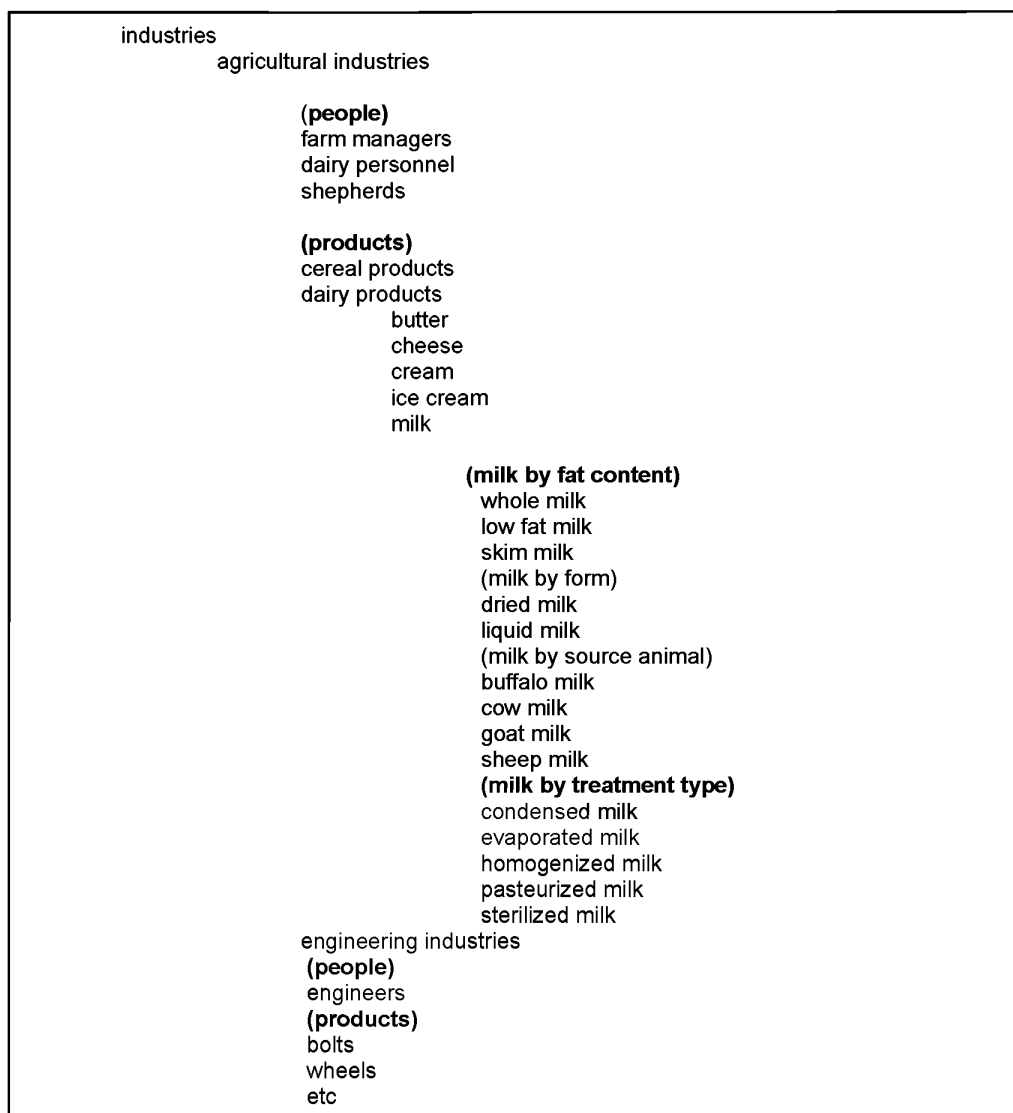 industries
agricultural industries
(people)
farm managers
dairy personnel
shepherds
(products)
cereal products
dairy products
butter
cheese
cream
ice cream
milk
(milk by fat content)
whole milk
low fat milk
skim milk
(milk by form)
dried milk
liquid milk
(milk by source animal)
buffalo milk
cow milk
goat milk
sheep milk
(milk by treatment type)
condensed milk
evaporated milk
homogenized milk
pasteurized milk
sterilized milk
engineering industries
(people)
engineers
(products)
bolts
wheels
etc